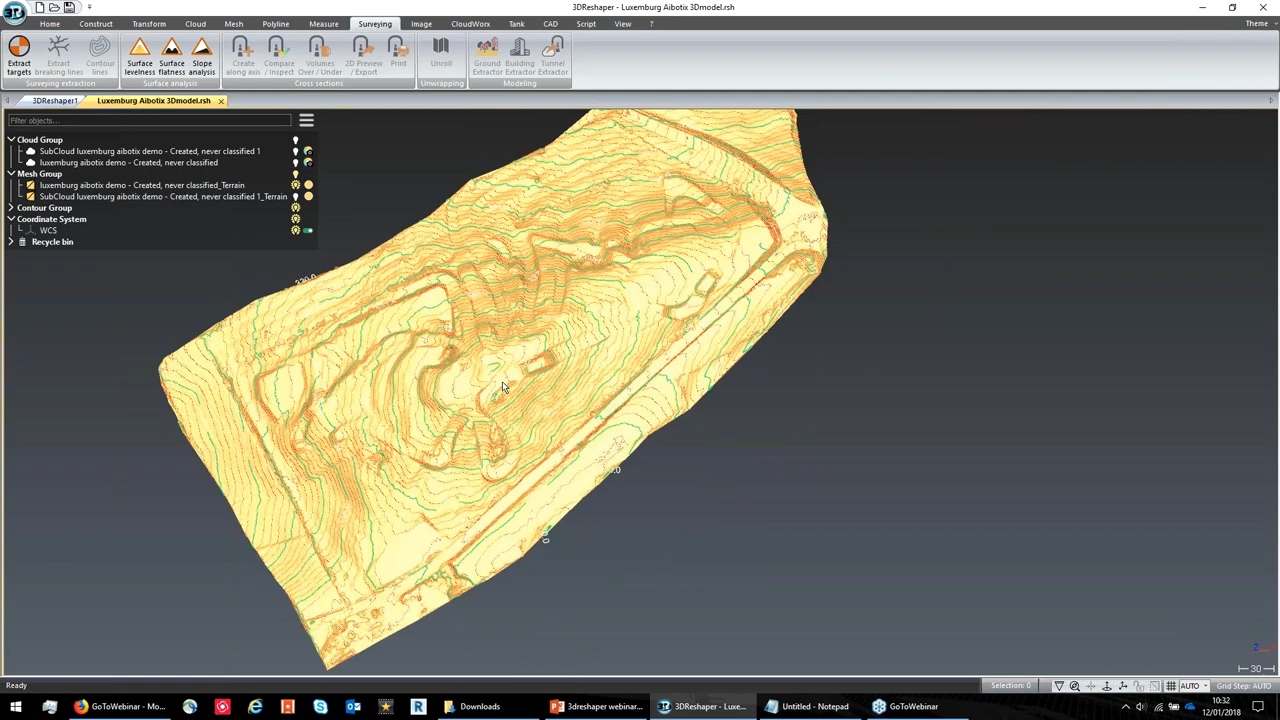 3DReshaper - Luxemburg Aibotix 3Dmodel.rsh
Home Construct Transform Cloud Mesh Polyline Measure Surveying Image CloudWorx Tank CAD Script View ? Theme
Extract targets
Extract breaking lines
Contour lines
Surface levelness
Surface flatness
Slope analysis
Create along axis
Compare / Inspect
Volumes Over / Under
2D Preview / Export
Print
Unroll
Ground Extractor
Building Extractor
Tunnel Extractor
Surveying extraction
Surface analysis
Cross sections
Unwrapping
Modeling
3DReshaper1 Luxemburg Aibotix 3Dmodel.rsh
Filter objects...
Cloud Group
SubCloud luxemburg aibotix demo - Created, never classified 1
luxemburg aibotix demo - Created, never classified
Mesh Group
luxemburg aibotix demo - Created, never classified_Terrain
SubCloud luxemburg aibotix demo - Created, never classified 1_Terrain
Contour Group
Coordinate System
WCS
Recycle bin
Z
30
Ready
Selection: 0
AUTO
Grid Step: AUTO
GoToWebinar - Mo...
Downloads
3dreshaper webinar...
3DReshaper - Luxe...
Untitled - Notepad
GoToWebinar
10:32
12/01/2018